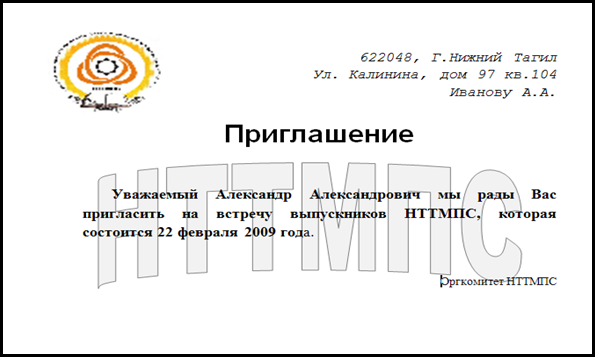 622048, Г.Нижний Тагил
Ул. Калинина, дом 97 кв.104
Иванову А.А.
Приглашение
НТТМПС
Уважаемый Александр Александрович мы рады Вас
пригласить на встречу выпускников НТТМПС, которая
состоится 22 февраля 2009 года.
Оргкомитет НТТМПС